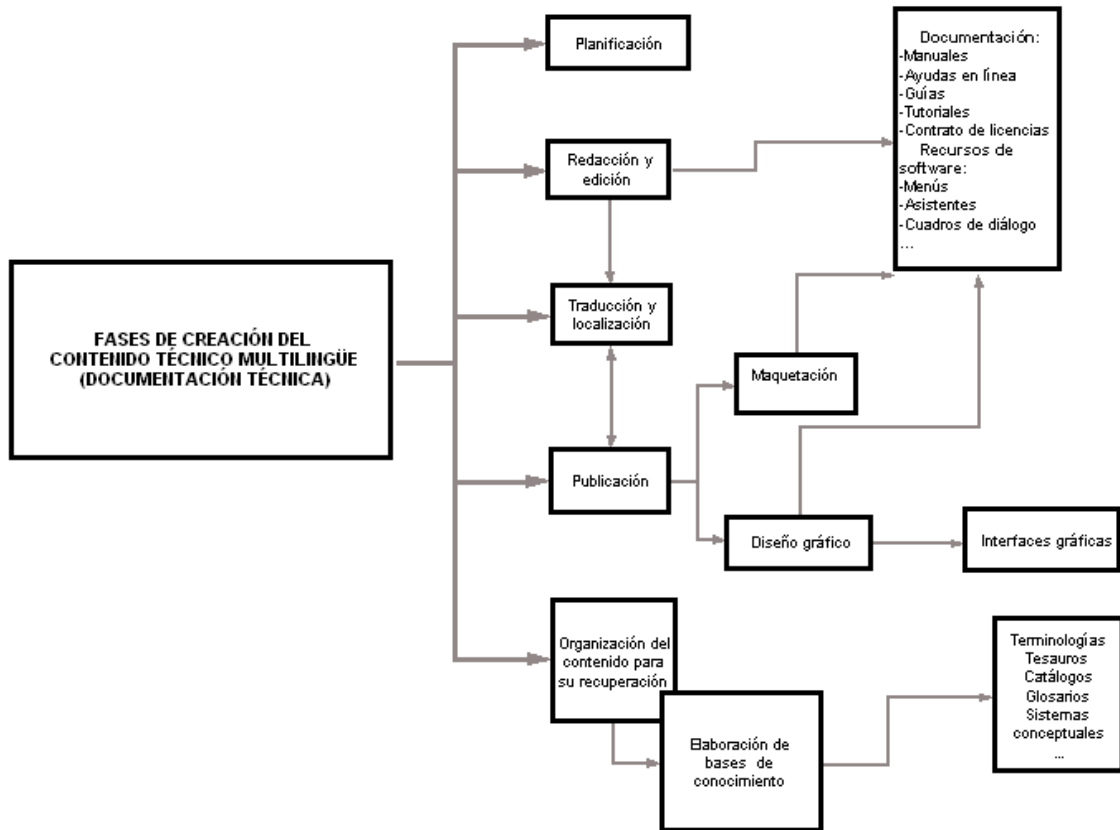 Planificación
Documentación:
-Manuales
-Ayudas en línea
-Guías
-Tutoriales
-Contrato de licencias
Recursos de
software:
-Menús
-Asistentes
-Cuadros de diálogo
...
Redacción y
edición
FASES DE CREACIÓN DEL
CONTENIDO TÉCNICO MULTILINGÜE
(DOCUMENTACIÓN TÉCNICA)
Traducción y
localización
Maquetación
Publicación
Diseño gráfico
Interfaces gráficas
Organización del
contenido para
su recuperación
Elaboración de
bases de
conocimiento
Terminologías
Tesauros
Catálogos
Glosarios
Sistemas
conceptuales
...